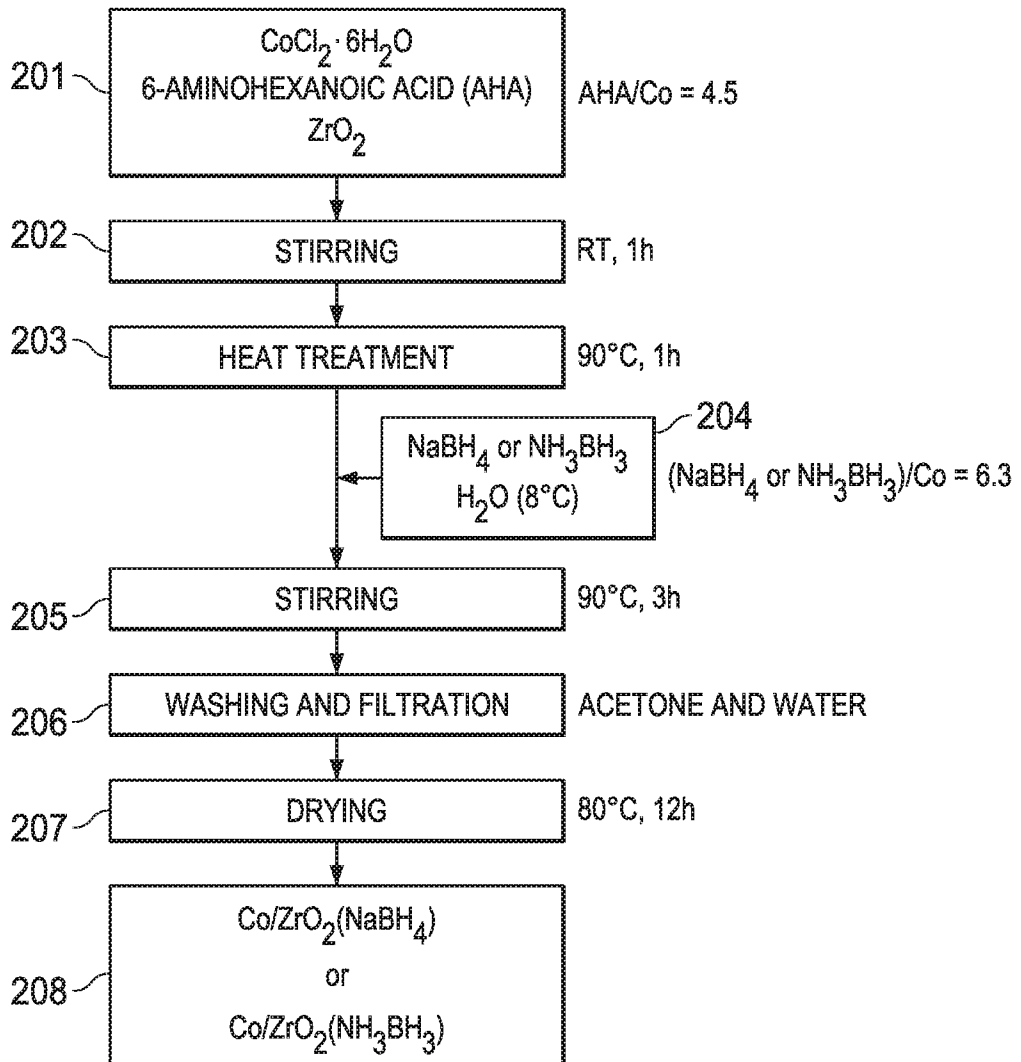 201
CoCl₂·6H₂O
6-AMINOHEXANOIC ACID (AHA)
ZrO₂
AHA/Co = 4.5
202
STIRRING
RT, 1h
203
HEAT TREATMENT
90°C, 1h
204
NaBH₄ or NH₃BH₃
H₂O (8°C)
(NaBH₄ or NH₃BH₃)/Co = 6.3
205
STIRRING
90°C, 3h
206
WASHING AND FILTRATION
ACETONE AND WATER
207
DRYING
80°C, 12h
208
Co/ZrO₂(NaBH₄)
or
Co/ZrO₂(NH₃BH₃)